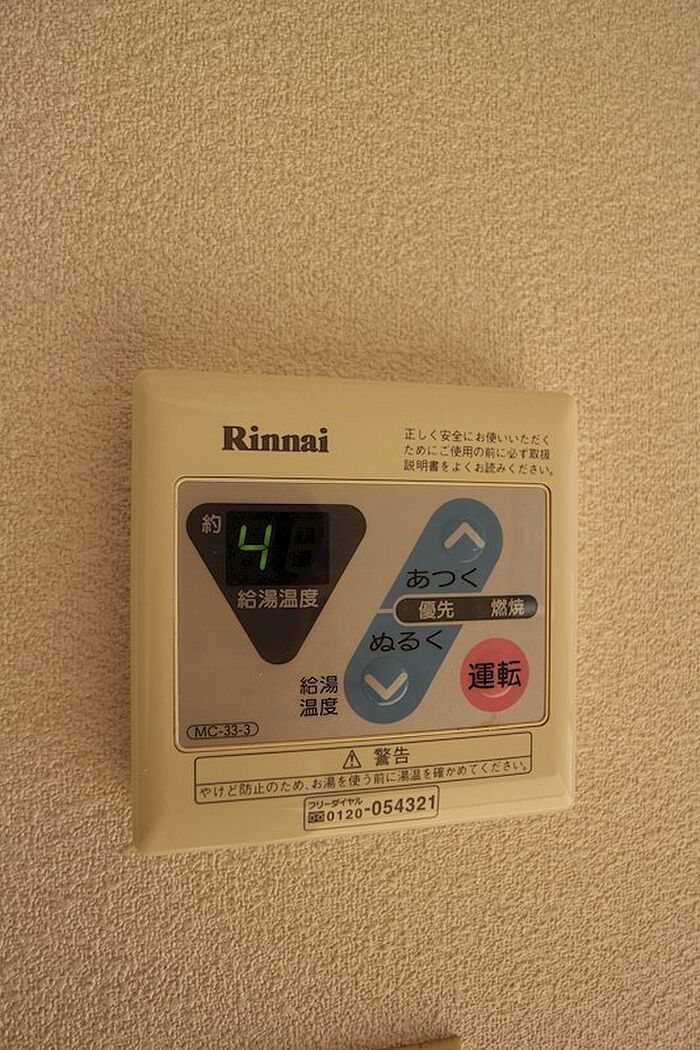 Rinnai
正しく安全にお使いいただく
ためにご使用の前に必ず取扱
説明書をよくお読みください。
約
4
給湯温度
あつく
優先 燃焼
ぬるく
給湯
温度
運転
MC-33-3
⚠ 警告
やけど防止のため、お湯を使う前に湯温を確かめてください。
フリーダイヤル
0120-054321